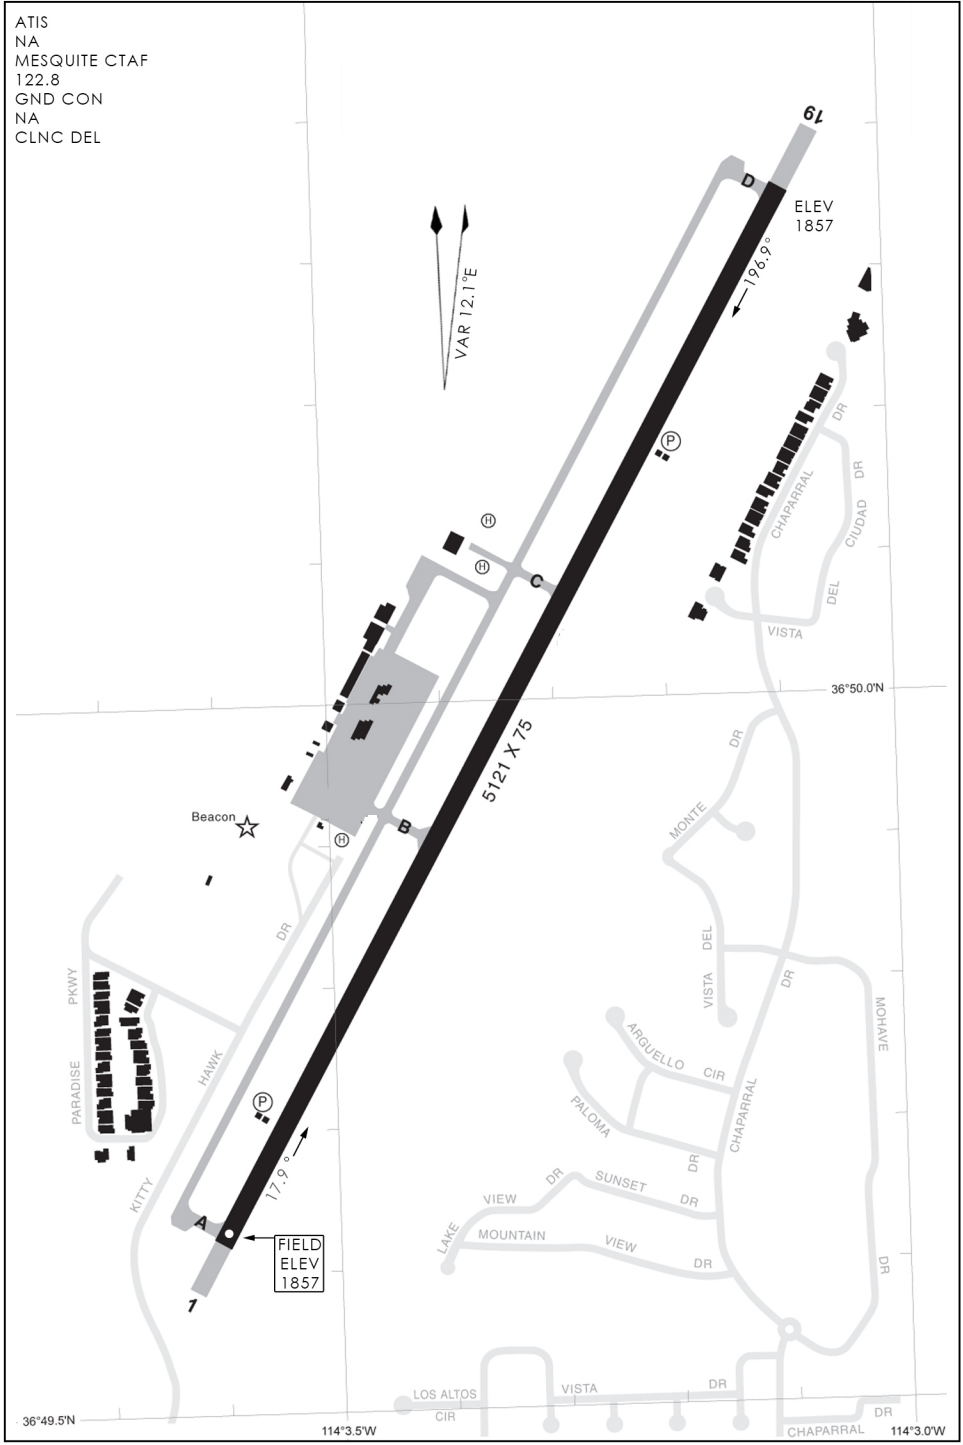 ATIS
NA
MESQUITE CTAF
122.8
GND CON
NA
CLNC DEL
19
D
ELEV
1857
196.9°
VAR 12.1°E
P
DR
CHAPARRAL
DR
CIUDAD
DEL
VISTA
H
H
C
36°50.0'N
5121 X 75
DR
MONTE
DEL
VISTA
Beacon
B
H
DR
HAWK
KITTY
PKWY
PARADISE
DR
MOHAVE
DR
ARGUELLO
CIR
PALOMA
DR
CHAPARRAL
P
17.9°
A
FIELD
ELEV
1857
1
LAKE
VIEW
DR
SUNSET
DR
MOUNTAIN
VIEW
DR
LOS ALTOS
CIR
VISTA
DR
DR
CHAPARRAL
36°49.5'N
114°3.5'W
114°3.0'W